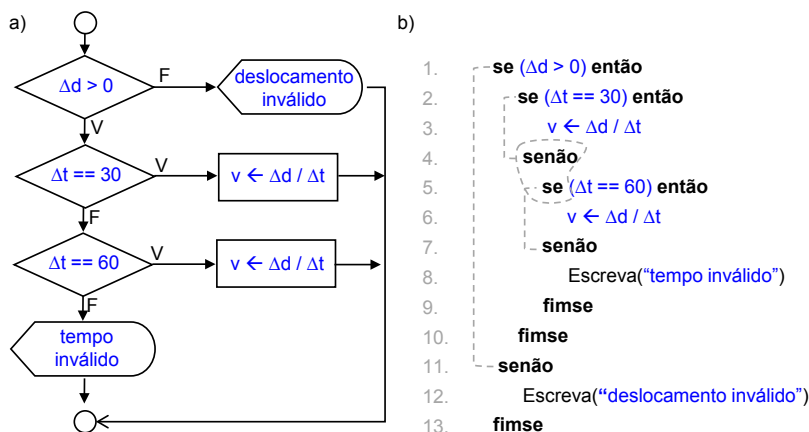 a)
Δd > 0
F
deslocamento
inválido
V
Δt == 30
V
v ← Δd / Δt
F
Δt == 60
V
v ← Δd / Δt
F
tempo
inválido
b)
1. se (Δd > 0) então
2. se (Δt == 30) então
3. v ← Δd / Δt
4. senão
5. se (Δt == 60) então
6. v ← Δd / Δt
7. senão
8. Escreva(“tempo inválido”)
9. fimse
10. fimse
11. senão
12. Escreva(“deslocamento inválido”)
13. fimse